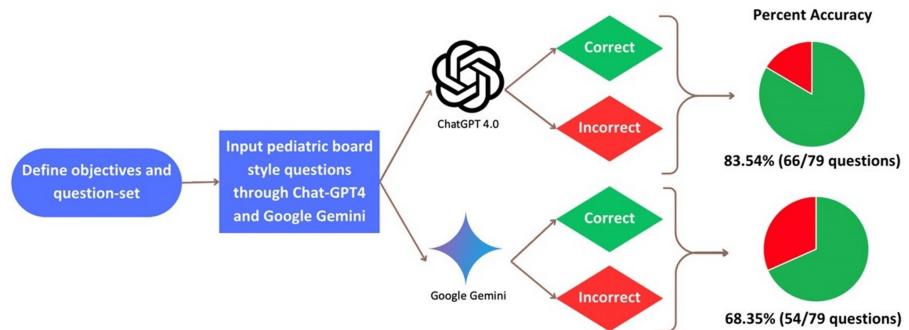 Define objectives and
question-set
Input pediatric board
style questions
through Chat-GPT4
and Google Gemini
ChatGPT 4.0
Correct
Incorrect
Google Gemini
Correct
Incorrect
Percent Accuracy
83.54% (66/79 questions)
68.35% (54/79 questions)